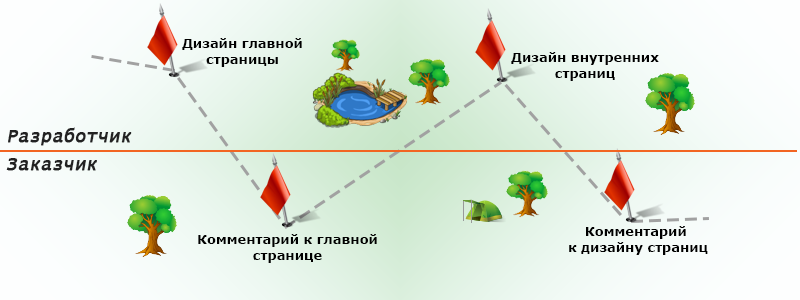 Дизайн главной
страницы
Дизайн внутренних
страниц
Разработчик
Заказчик
Комментарий к главной
странице
Комментарий
к дизайну страниц